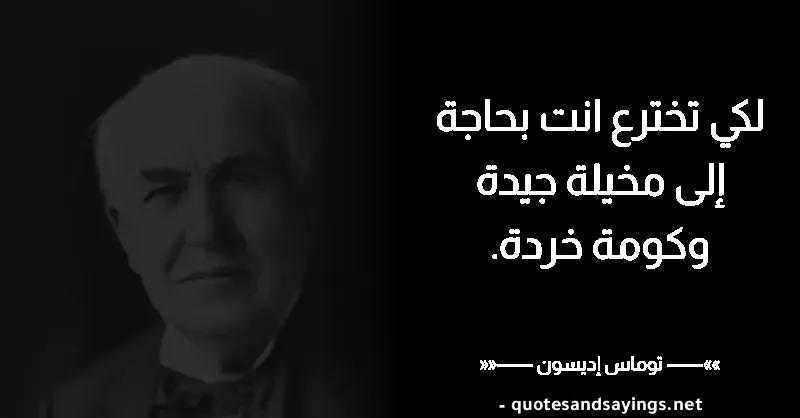 لكي تخترع انت بحاجة
إلى مخيلة جيدة
وكومة خردة.
»»—— توماس إديسون ——««
- quotesandsayings.net